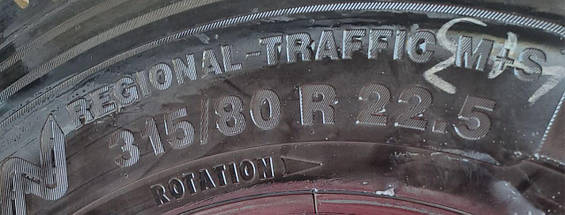 REGIONAL-TRAFFIC M+S
315/80 R 22.5
ROTATION